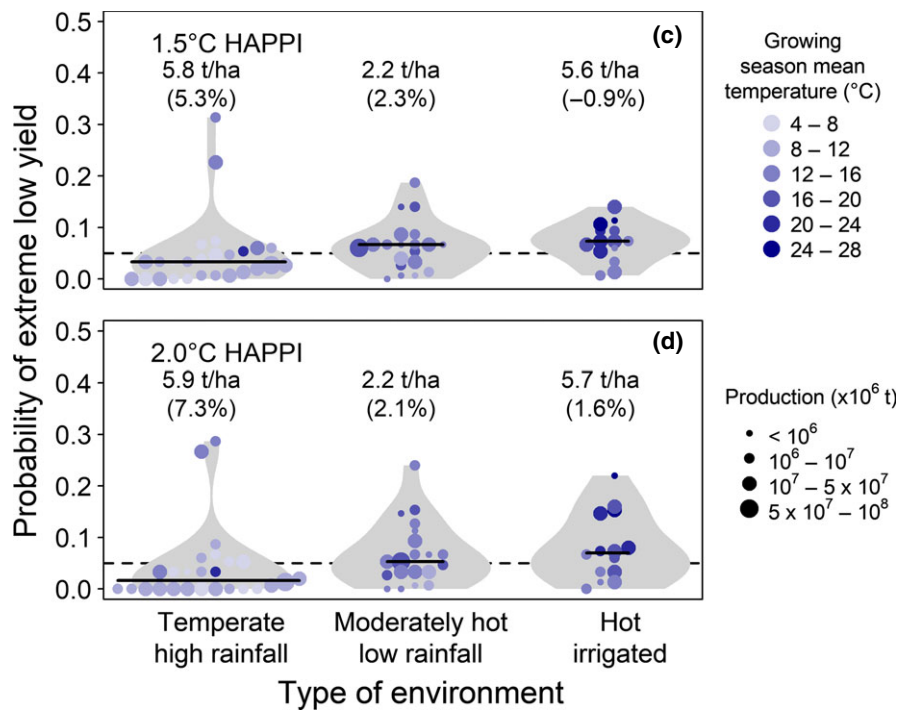 Probability of extreme low yield
0.5
0.4
0.3
0.2
0.1
0.0
(c)
1.5°C HAPPI
5.8 t/ha
(5.3%)
2.2 t/ha
(2.3%)
5.6 t/ha
(−0.9%)
0.5
0.4
0.3
0.2
0.1
0.0
(d)
2.0°C HAPPI
5.9 t/ha
(7.3%)
2.2 t/ha
(2.1%)
5.7 t/ha
(1.6%)
Temperate
high rainfall
Moderately hot
low rainfall
Hot
irrigated
Type of environment
Growing
season mean
temperature (°C)
4 – 8
8 – 12
12 – 16
16 – 20
20 – 24
24 – 28
Production (x10⁶ t)
< 10⁶
10⁶ – 10⁷
10⁷ – 5 x 10⁷
5 x 10⁷ – 10⁸